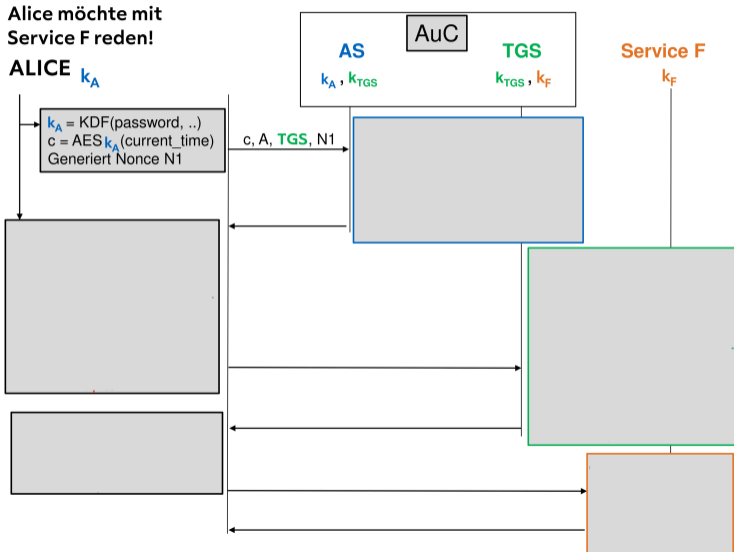 Alice möchte mit
Service F reden!
ALICE kA
AuC
AS
TGS
Service F
kA , kTGS
kTGS , kF
kF
kA = KDF(password, ..)
c = AESkA(current_time)
Generiert Nonce N1
c, A, TGS, N1